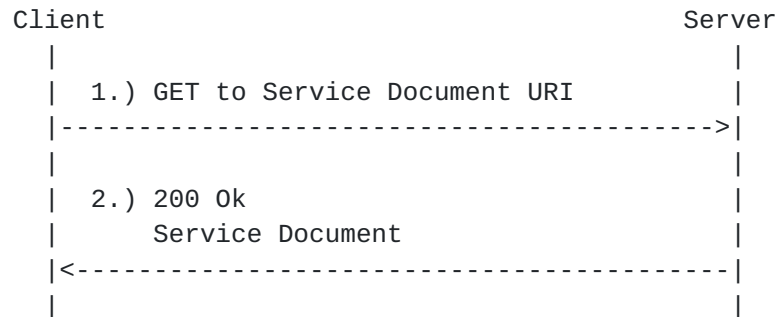 Client Server
1.) GET to Service Document URI
2.) 200 Ok
Service Document